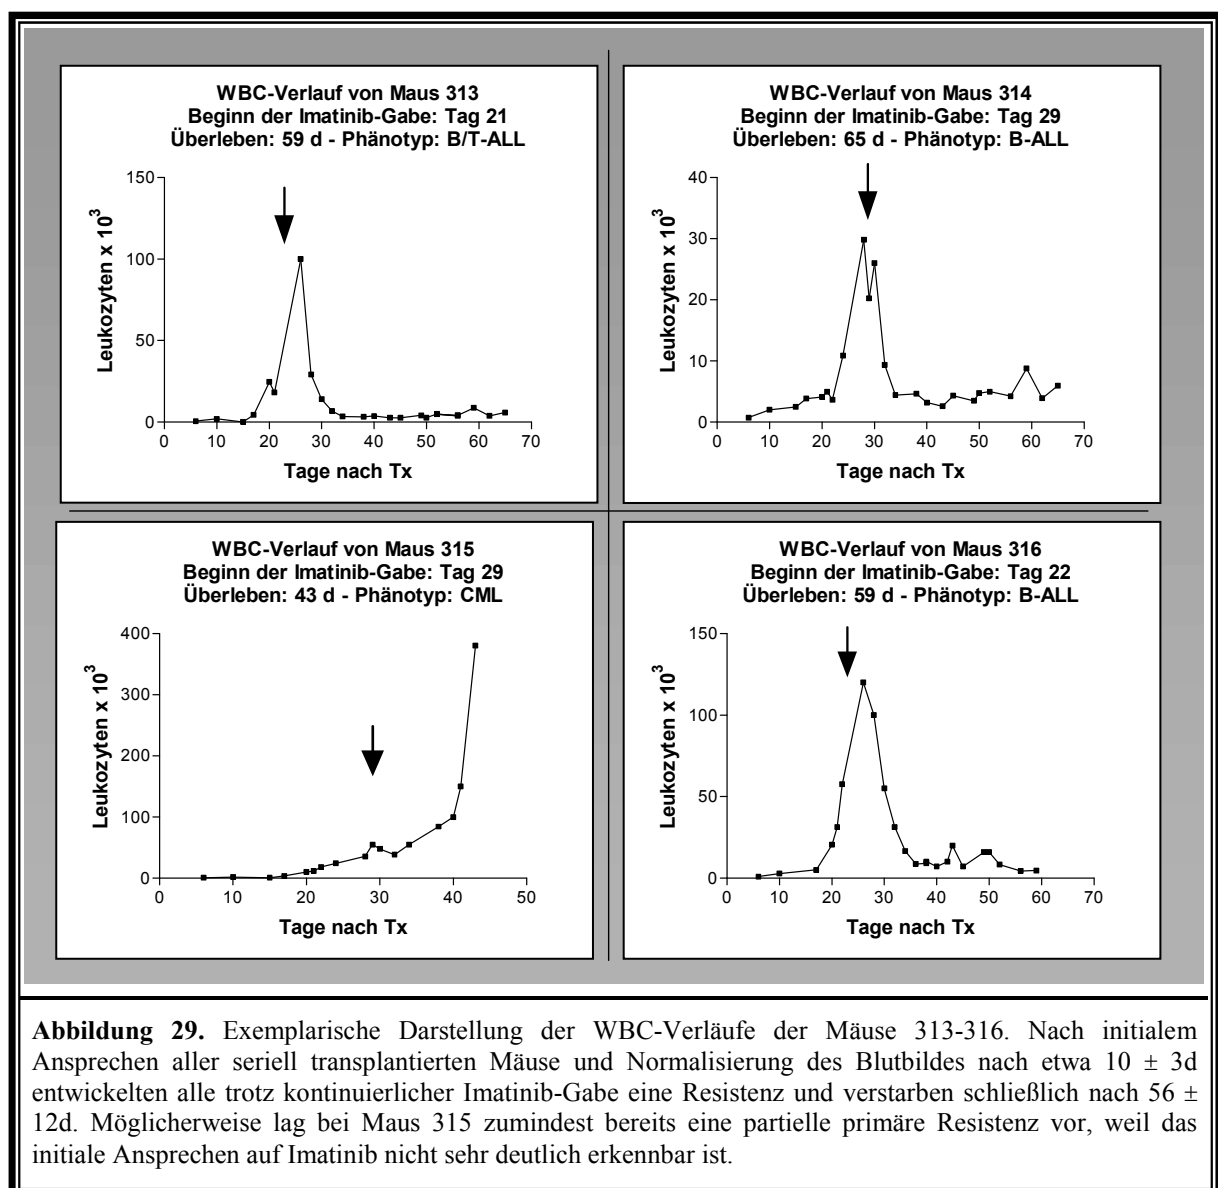 WBC-Verlauf von Maus 313
Beginn der Imatinib-Gabe: Tag 21
Überleben: 59 d - Phänotyp: B/T-ALL
150
100
50
0
Leukozyten x 10³
0 10 20 30 40 50 60 70
Tage nach Tx
WBC-Verlauf von Maus 314
Beginn der Imatinib-Gabe: Tag 29
Überleben: 65 d - Phänotyp: B-ALL
40
30
20
10
0
Leukozyten x 10³
0 10 20 30 40 50 60 70
Tage nach Tx
WBC-Verlauf von Maus 315
Beginn der Imatinib-Gabe: Tag 29
Überleben: 43 d - Phänotyp: CML
400
300
200
100
0
Leukozyten x 10³
0 10 20 30 40 50
Tage nach Tx
WBC-Verlauf von Maus 316
Beginn der Imatinib-Gabe: Tag 22
Überleben: 59 d - Phänotyp: B-ALL
150
100
50
0
Leukozyten x 10³
0 10 20 30 40 50 60 70
Tage nach Tx
Abbildung 29. Exemplarische Darstellung der WBC-Verläufe der Mäuse 313-316. Nach initialem
Ansprechen aller seriell transplantierten Mäuse und Normalisierung des Blutbildes nach etwa 10 ± 3d
entwickelten alle trotz kontinuierlicher Imatinib-Gabe eine Resistenz und verstarben schließlich nach 56 ±
12d. Möglicherweise lag bei Maus 315 zumindest bereits eine partielle primäre Resistenz vor, weil das
initiale Ansprechen auf Imatinib nicht sehr deutlich erkennbar ist.